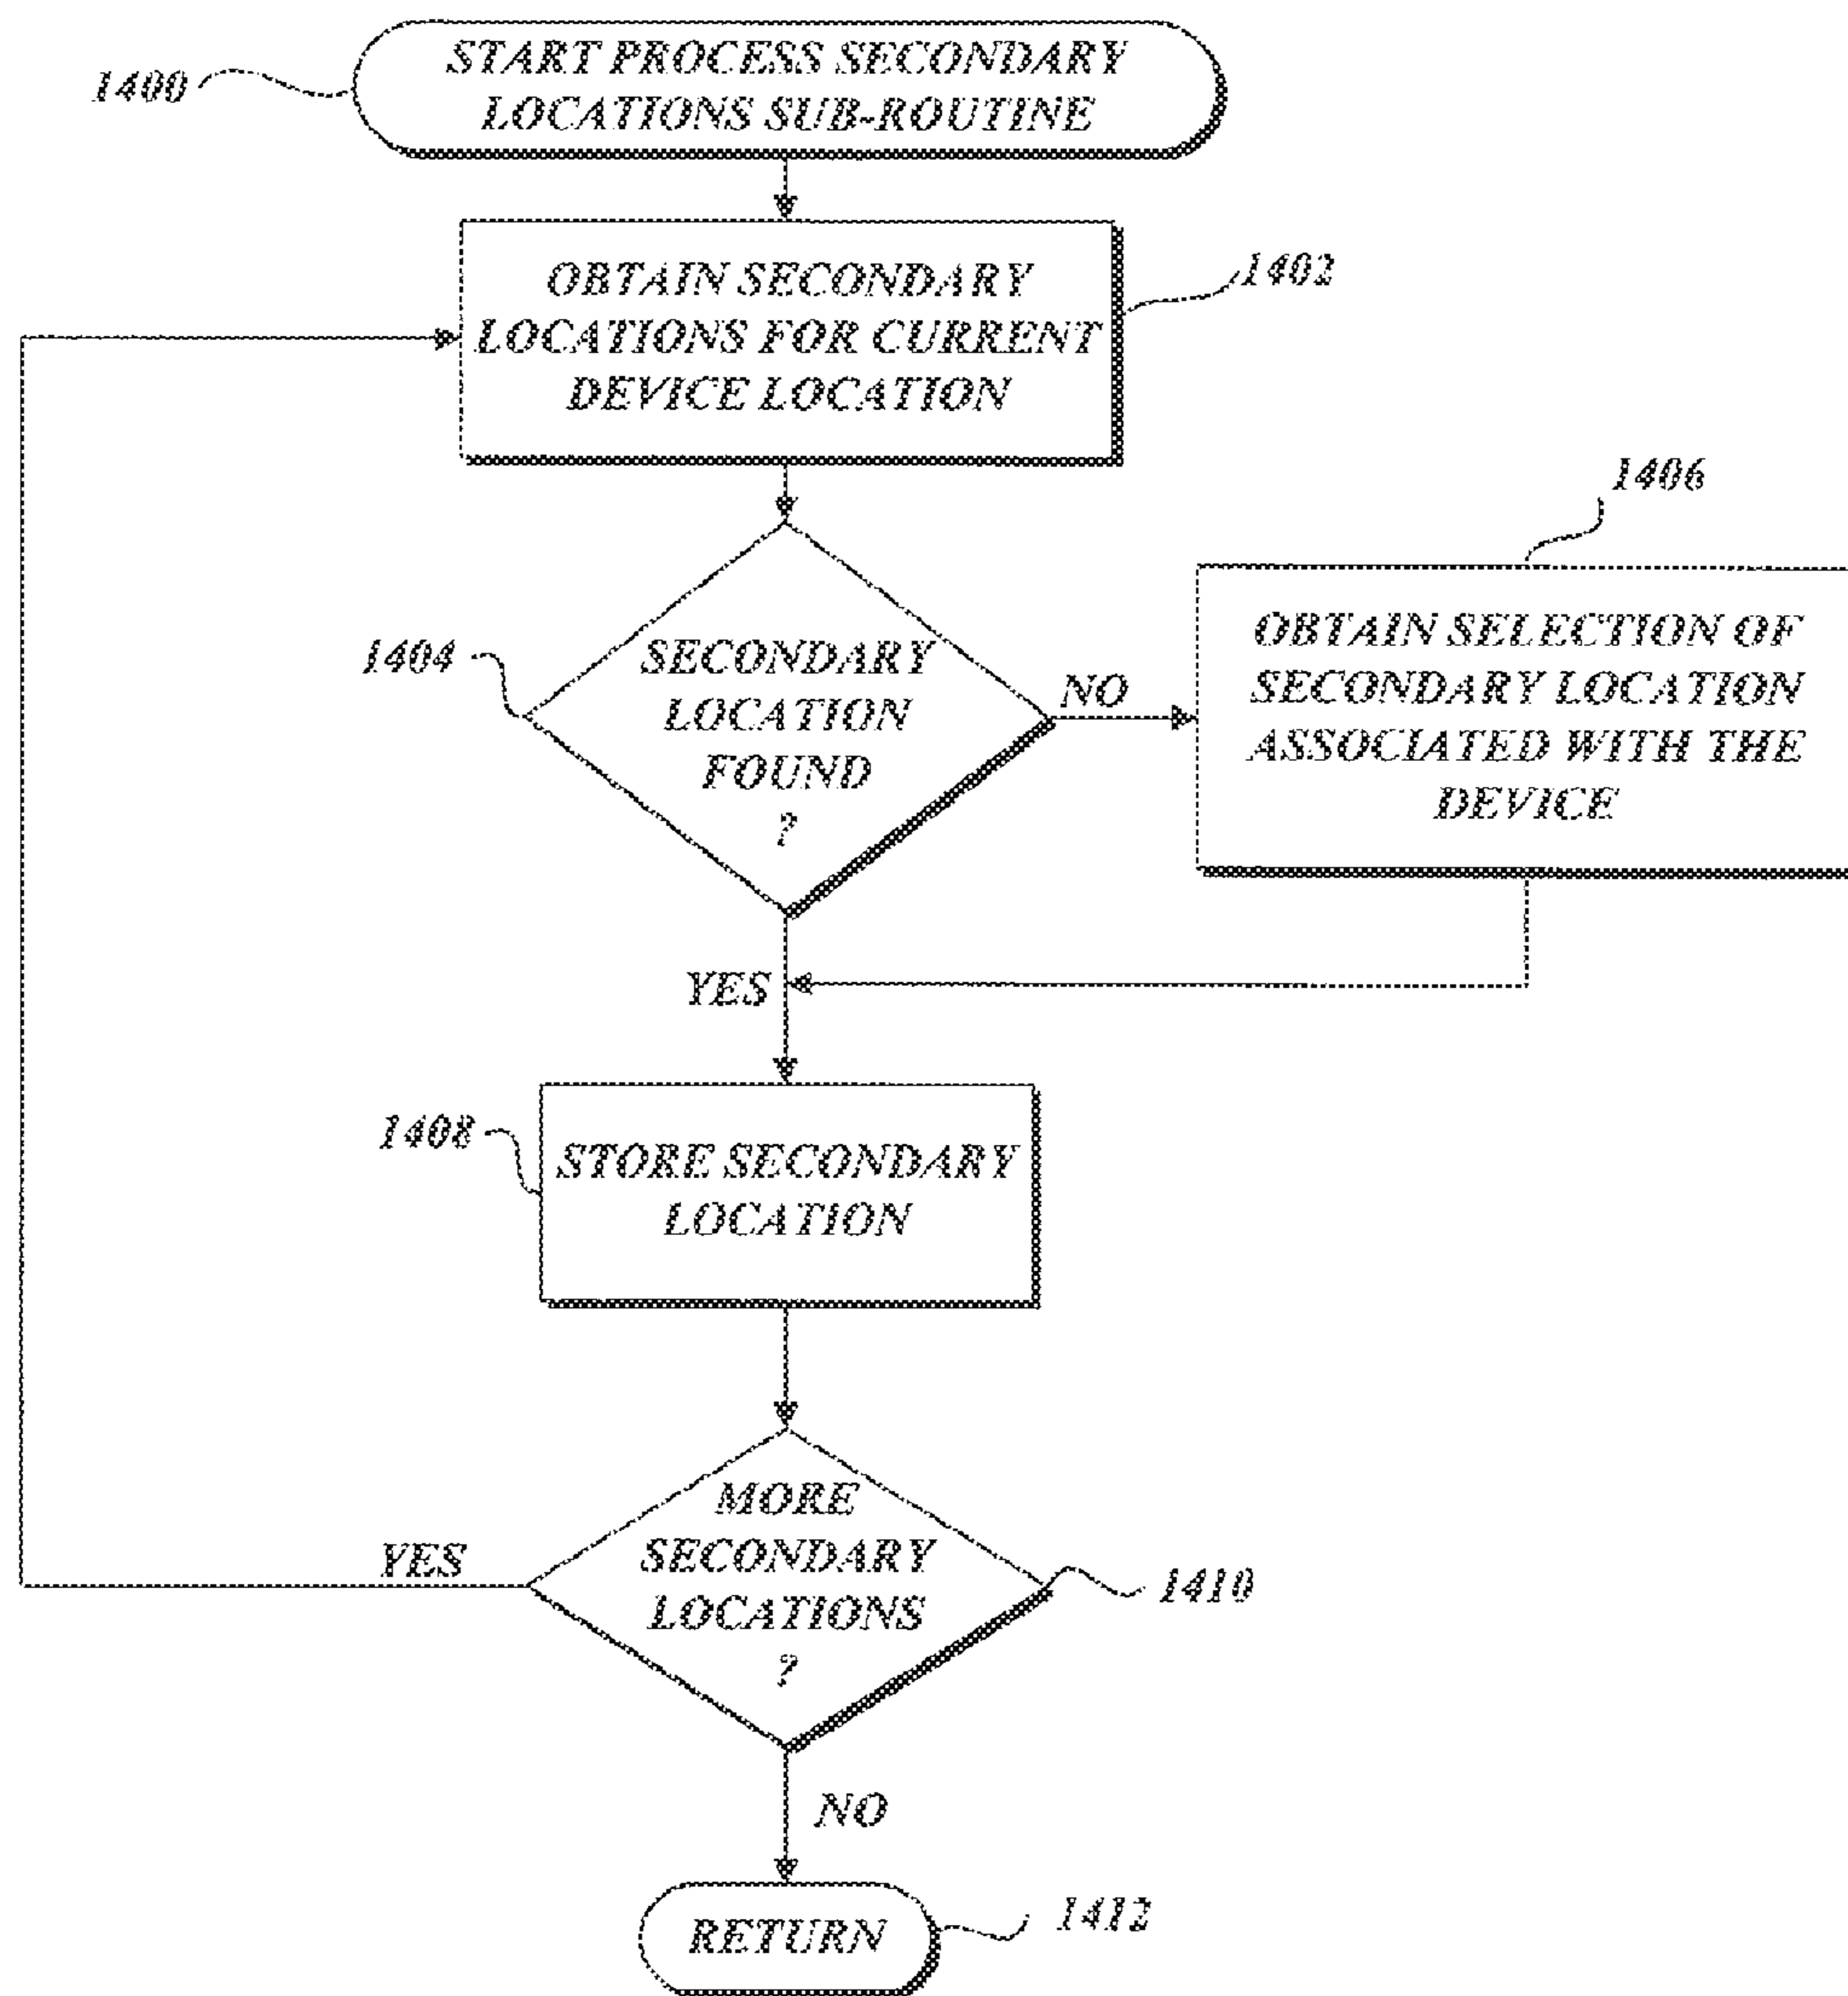 1400
START PROCESS SECONDARY
LOCATIONS SUB-ROUTINE
1402
OBTAIN SECONDARY
LOCATIONS FOR CURRENT
DEVICE LOCATION
1404
SECONDARY
LOCATION
FOUND
?
NO
1406
OBTAIN SELECTION OF
SECONDARY LOCATION
ASSOCIATED WITH THE
DEVICE
YES
1408
STORE SECONDARY
LOCATION
MORE
SECONDARY
LOCATIONS
?
YES
1410
NO
RETURN
1412